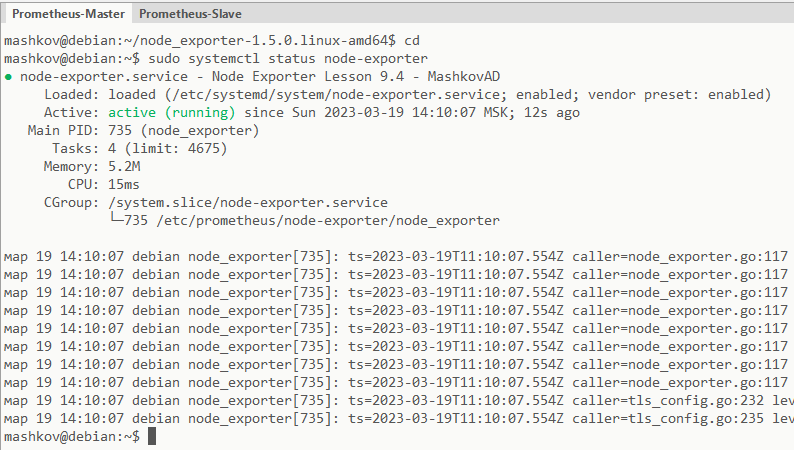 Prometheus-Master Prometheus-Slave
mashkov@debian:~/node_exporter-1.5.0.linux-amd64$ cd
mashkov@debian:~$ sudo systemctl status node-exporter
● node-exporter.service - Node Exporter Lesson 9.4 - MashkovAD
Loaded: loaded (/etc/systemd/system/node-exporter.service; enabled; vendor preset: enabled)
Active: active (running) since Sun 2023-03-19 14:10:07 MSK; 12s ago
Main PID: 735 (node_exporter)
Tasks: 4 (limit: 4675)
Memory: 5.2M
CPU: 15ms
CGroup: /system.slice/node-exporter.service
└─735 /etc/prometheus/node-exporter/node_exporter
мар 19 14:10:07 debian node_exporter[735]: ts=2023-03-19T11:10:07.554Z caller=node_exporter.go:117
мар 19 14:10:07 debian node_exporter[735]: ts=2023-03-19T11:10:07.554Z caller=node_exporter.go:117
мар 19 14:10:07 debian node_exporter[735]: ts=2023-03-19T11:10:07.554Z caller=node_exporter.go:117
мар 19 14:10:07 debian node_exporter[735]: ts=2023-03-19T11:10:07.554Z caller=node_exporter.go:117
мар 19 14:10:07 debian node_exporter[735]: ts=2023-03-19T11:10:07.554Z caller=node_exporter.go:117
мар 19 14:10:07 debian node_exporter[735]: ts=2023-03-19T11:10:07.554Z caller=node_exporter.go:117
мар 19 14:10:07 debian node_exporter[735]: ts=2023-03-19T11:10:07.554Z caller=node_exporter.go:117
мар 19 14:10:07 debian node_exporter[735]: ts=2023-03-19T11:10:07.554Z caller=node_exporter.go:117
мар 19 14:10:07 debian node_exporter[735]: ts=2023-03-19T11:10:07.554Z caller=tls_config.go:232 lev
мар 19 14:10:07 debian node_exporter[735]: ts=2023-03-19T11:10:07.554Z caller=tls_config.go:235 lev
mashkov@debian:~$